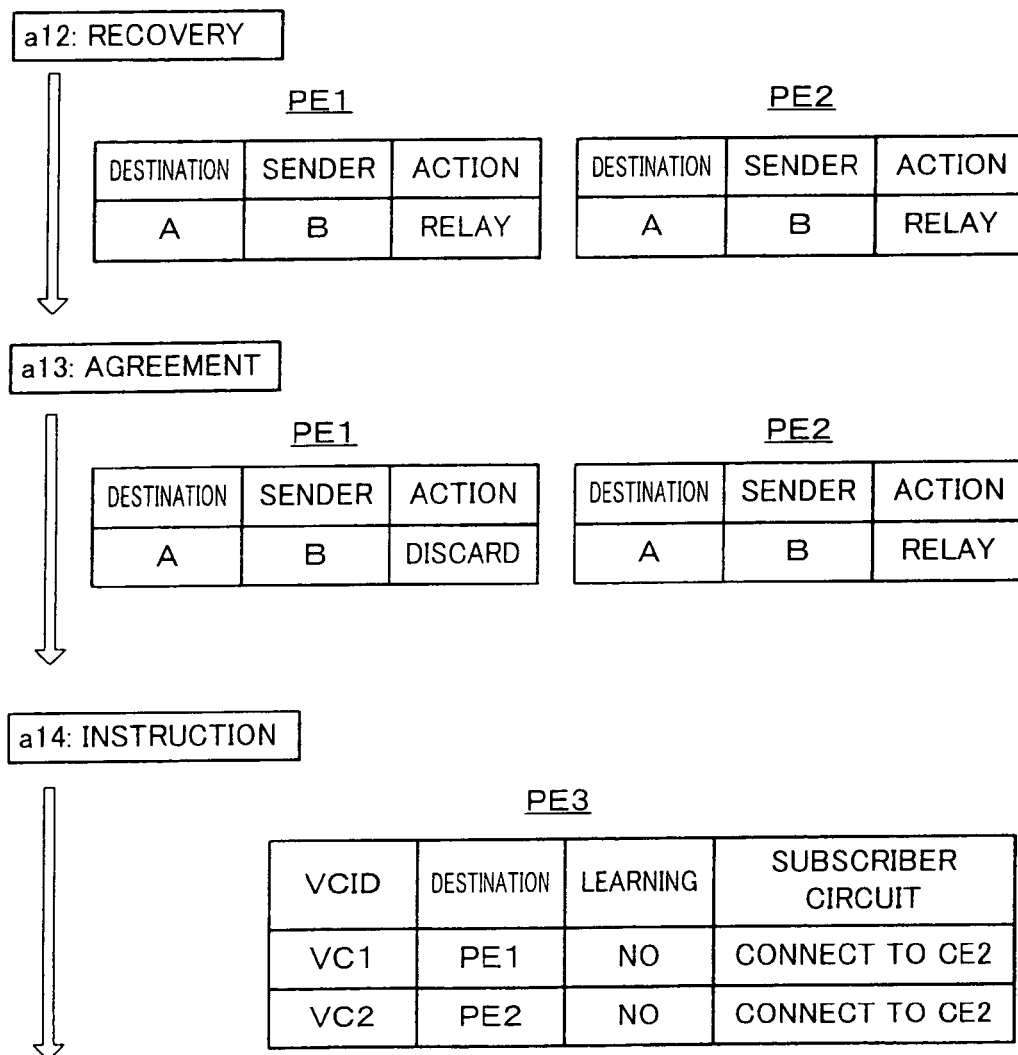 a12: RECOVERY
PE1
DESTINATION SENDER ACTION
A B RELAY
PE2
DESTINATION SENDER ACTION
A B RELAY
a13: AGREEMENT
PE1
DESTINATION SENDER ACTION
A B DISCARD
PE2
DESTINATION SENDER ACTION
A B RELAY
a14: INSTRUCTION
PE3
VCID DESTINATION LEARNING SUBSCRIBER CIRCUIT
VC1 PE1 NO CONNECT TO CE2
VC2 PE2 NO CONNECT TO CE2